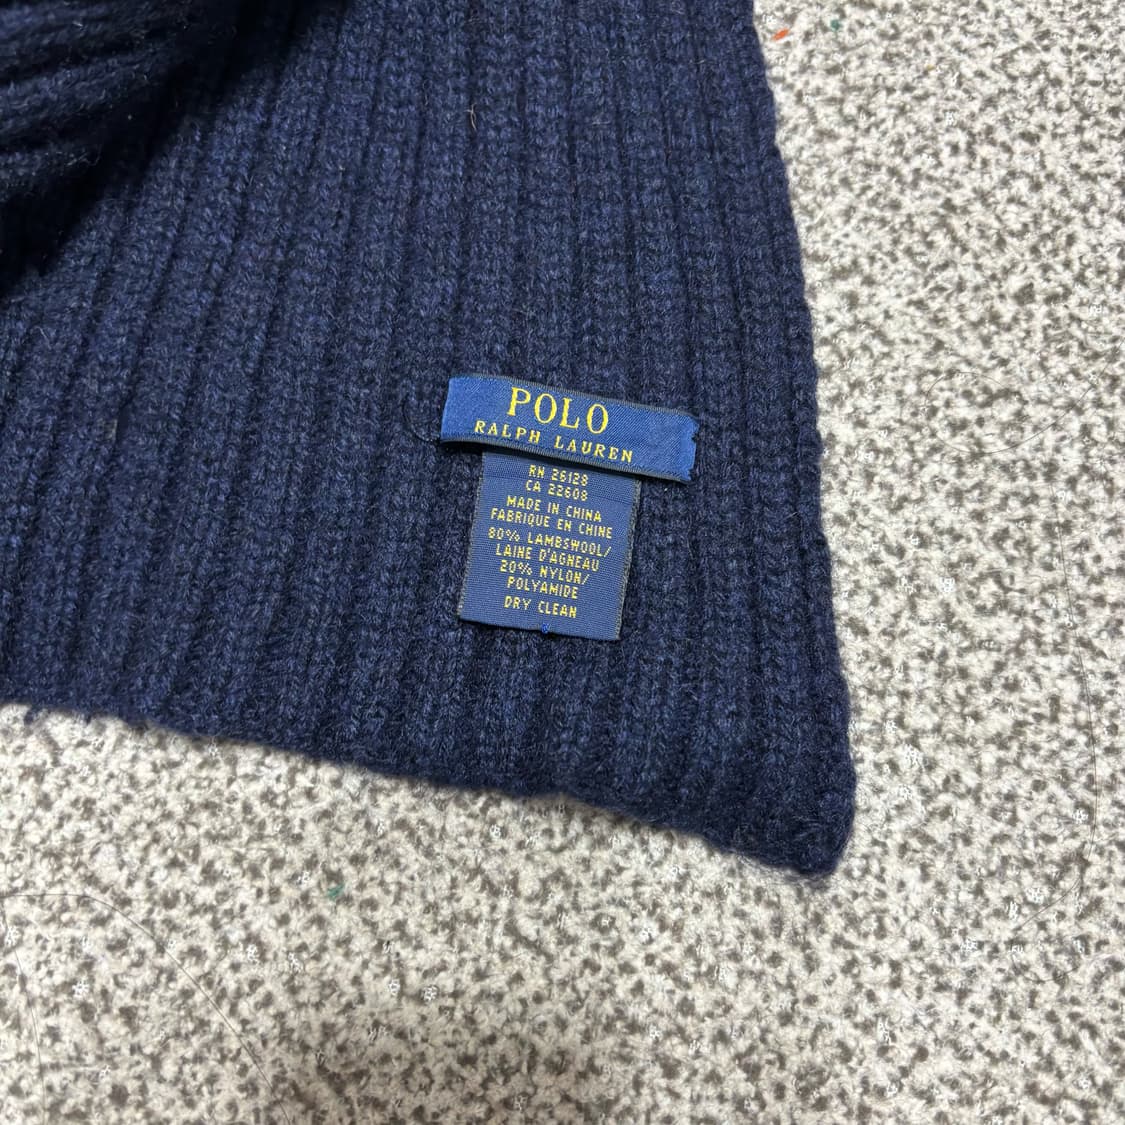 POLO
RALPH LAUREN
RN 26128
CA 22608
MADE IN CHINA
FABRIQUE EN CHINE
80% LAMBSWOOL/
LAINE D'AGNEAU
20% NYLON/
POLYAMIDE
DRY CLEAN